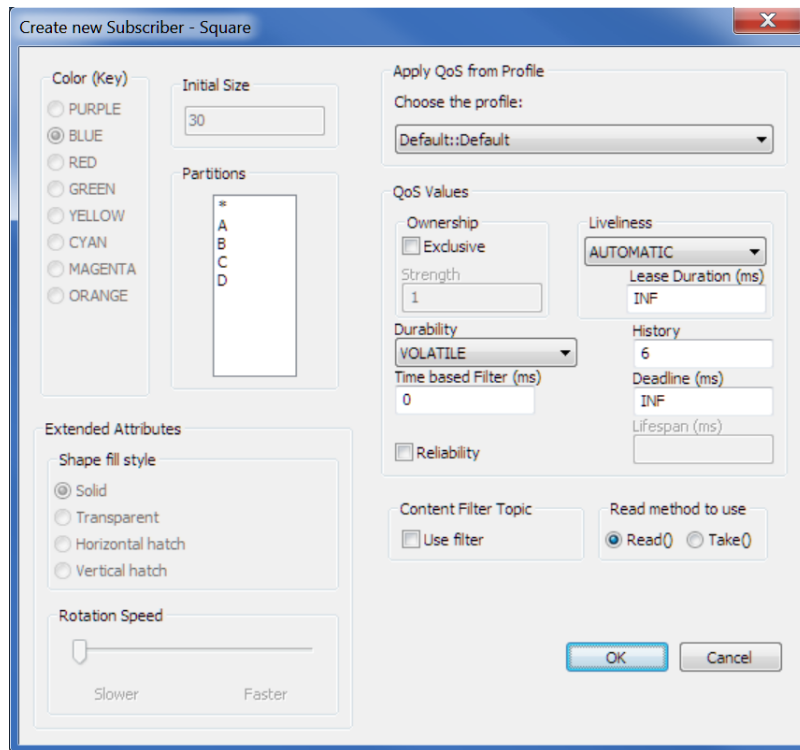 Create new Subscriber - Square
Color (Key)
PURPLE
BLUE
RED
GREEN
YELLOW
CYAN
MAGENTA
ORANGE
Initial Size
30
Partitions
*
A
B
C
D
Extended Attributes
Shape fill style
Solid
Transparent
Horizontal hatch
Vertical hatch
Rotation Speed
Slower Faster
Apply QoS from Profile
Choose the profile:
Default::Default
QoS Values
Ownership
Exclusive
Strength
1
Liveliness
AUTOMATIC
Lease Duration (ms)
INF
Durability
VOLATILE
History
6
Time based Filter (ms)
0
Deadline (ms)
INF
Lifespan (ms)
Reliability
Content Filter Topic
Use filter
Read method to use
Read() Take()
OK Cancel